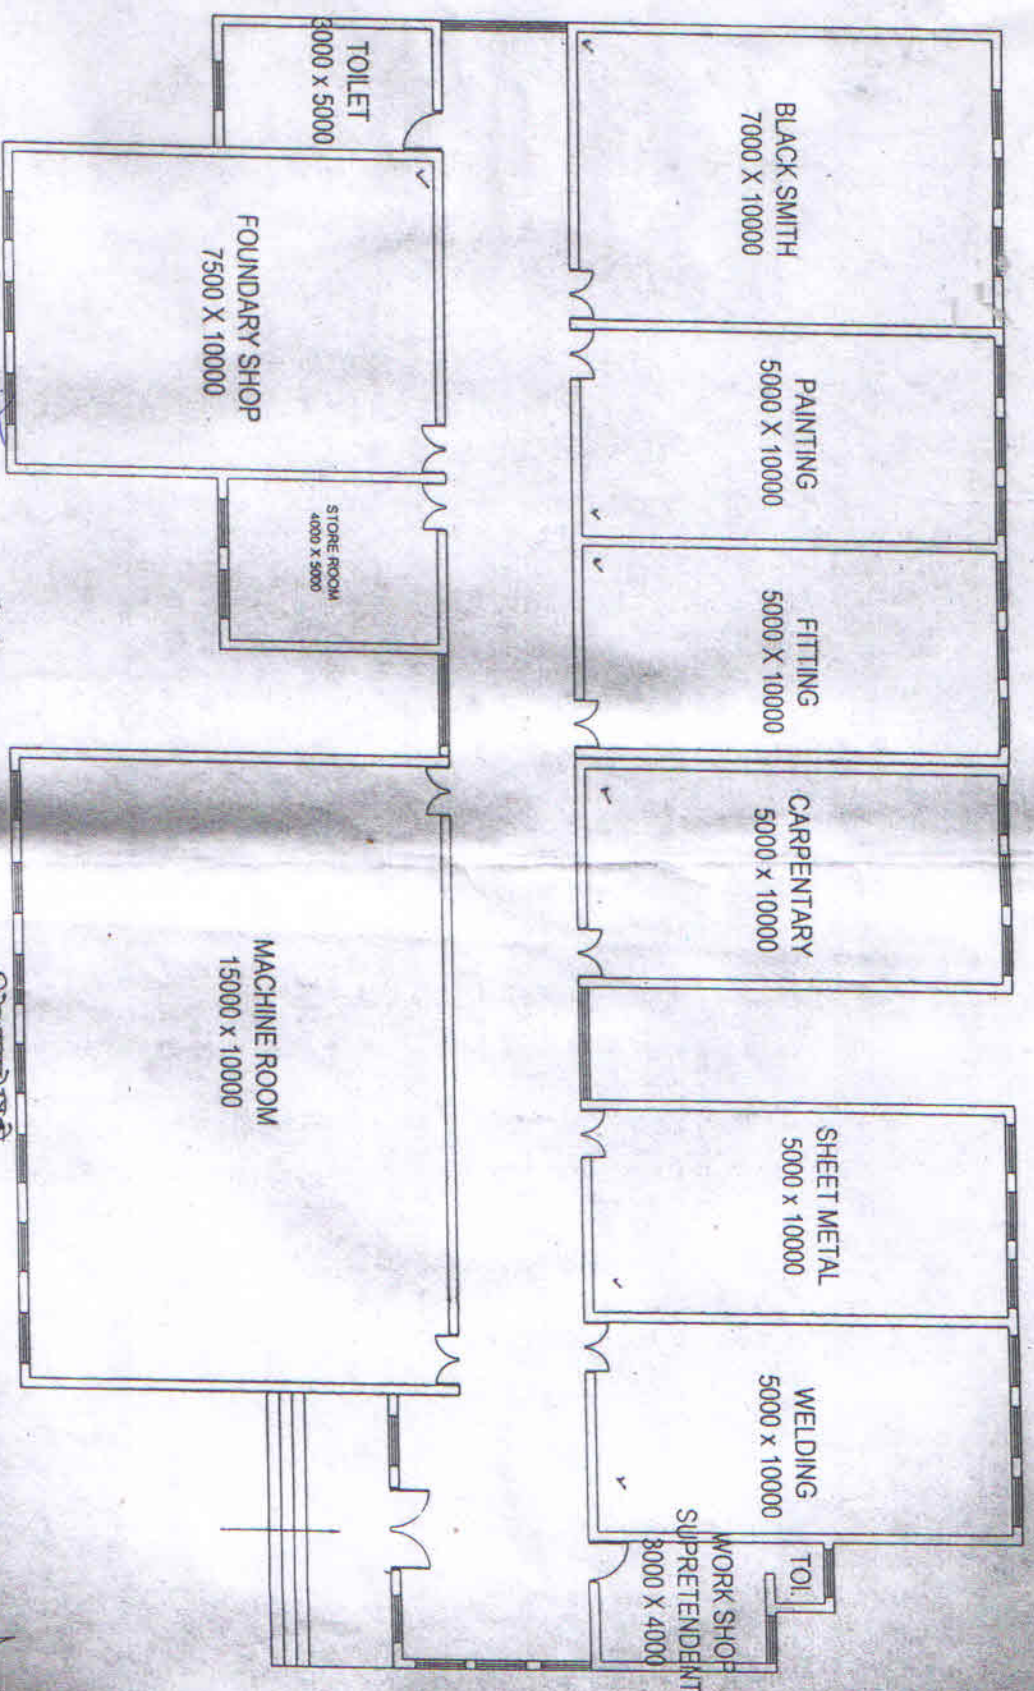 BLACK SMITH
7000 X 10000
PAINTING
5000 X 10000
FITTING
5000 X 10000
CARPENTARY
5000 x 10000
SHEET METAL
5000 x 10000
WELDING
5000 x 10000
TOI.
WORK SHOP
SUPRETENDENT
3000 X 4000
TOILET
3000 x 5000
FOUNDARY SHOP
7500 X 10000
STORE ROOM
4000 X 5000
MACHINE ROOM
15000 x 10000